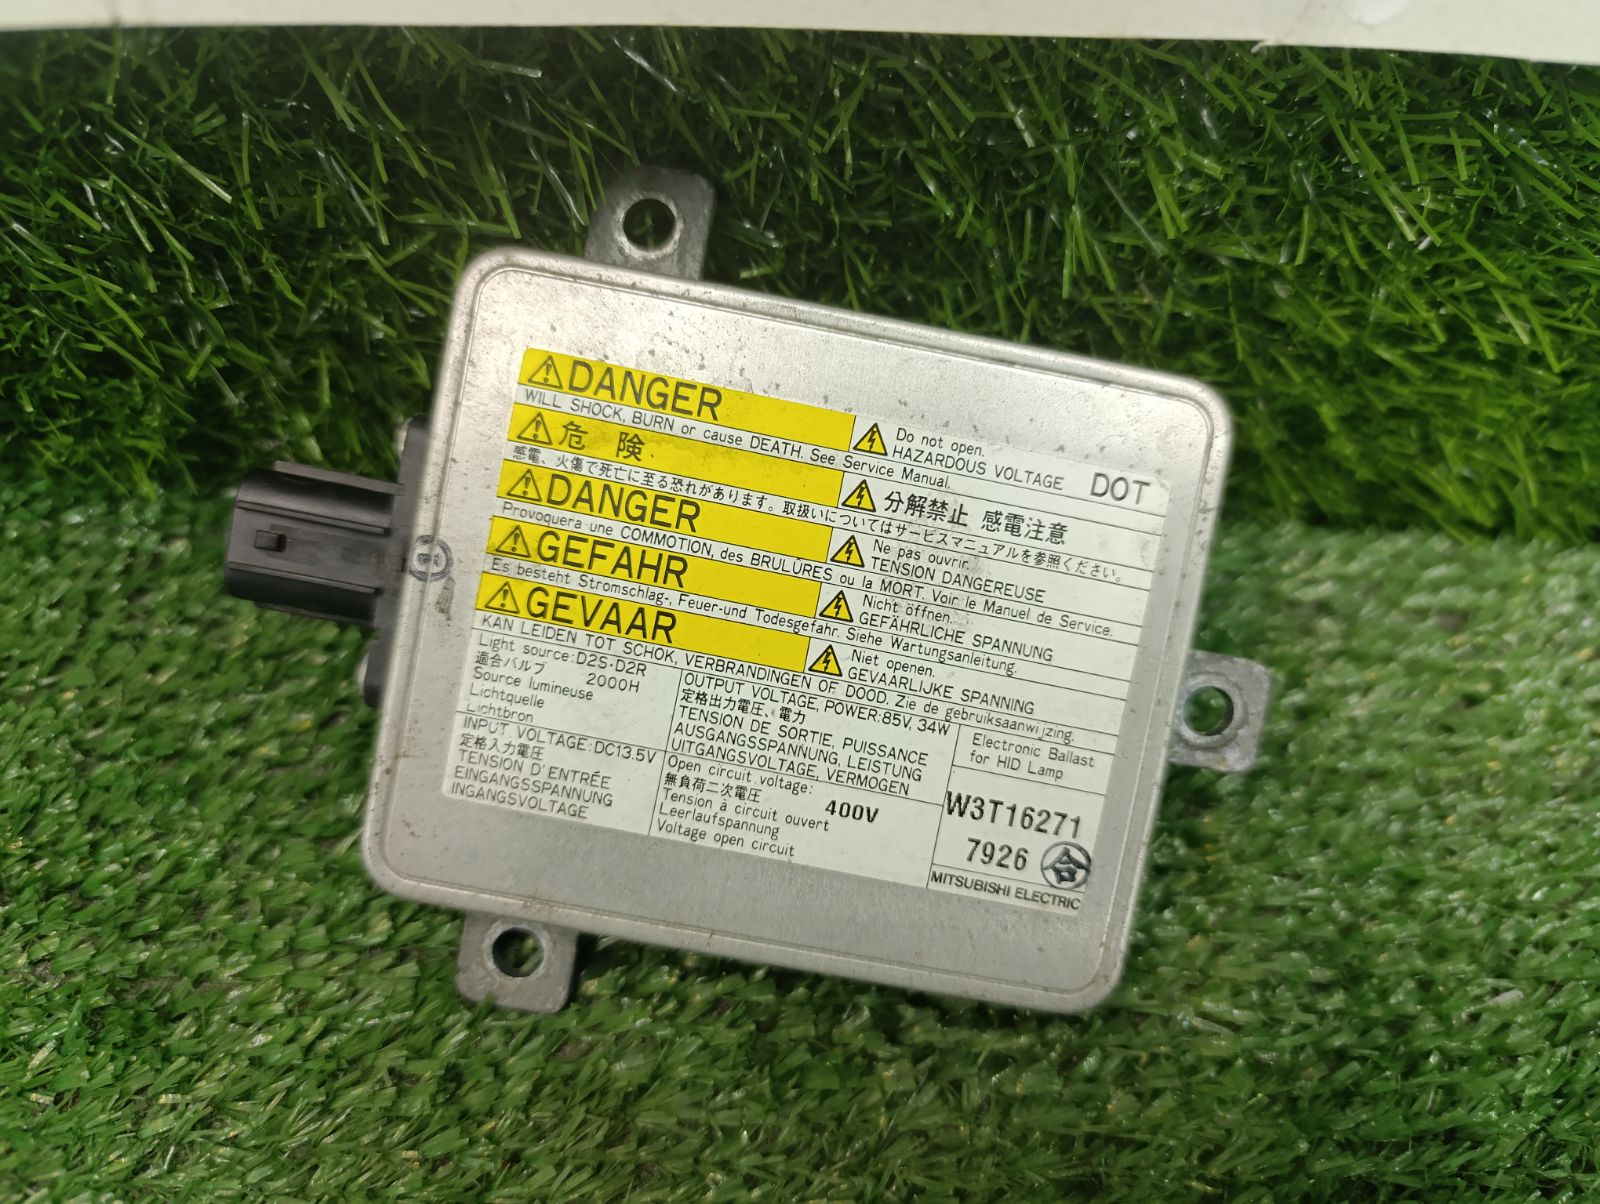 DANGER
WILL SHOCK, BURN or cause DEATH. See Service Manual.
Do not open.
HAZARDOUS VOLTAGE
DOT
危 険
感電、火傷で死亡に至る恐れがあります。取扱いについてはサービスマニュアルを参照ください。
分解禁止 感電注意
DANGER
Provoquera une COMMOTION, des BRULÛRES ou la MORT. Voir le Manuel de Service.
Ne pas ouvrir.
TENSION DANGEREUSE
GEFAHR
Es besteht Stromschlag-, Feuer-und Todesgefahr. Siehe Wartungsanleitung.
Nicht öffnen.
GEFÄHRLICHE SPANNUNG
GEVAAR
KAN LEIDEN TOT SCHOK, VERBRANDINGEN OF DOOD. Zie de gebruiksaanwijzing.
Niet openen.
GEVAARLIJKE SPANNING
Light source:D2S·D2R
適合バルブ 2000H
Source lumineuse
Lichtquelle
Lichtbron
INPUT VOLTAGE:DC13.5V
定格入力電圧
TENSION D'ENTRÉE
EINGANGSSPANNUNG
INGANGSVOLTAGE
OUTPUT VOLTAGE, POWER:85V, 34W
定格出力電圧、電力
TENSION DE SORTIE, PUISSANCE
AUSGANGSSPANNUNG, LEISTUNG
UITGANGSVOLTAGE, VERMOGEN
Open circuit voltage:
無負荷二次電圧
Tension à circuit ouvert
Leerlaufspannung
Voltage open circuit
400V
Electronic Ballast
for HID Lamp
W3T16271
7926 合
MITSUBISHI ELECTRIC